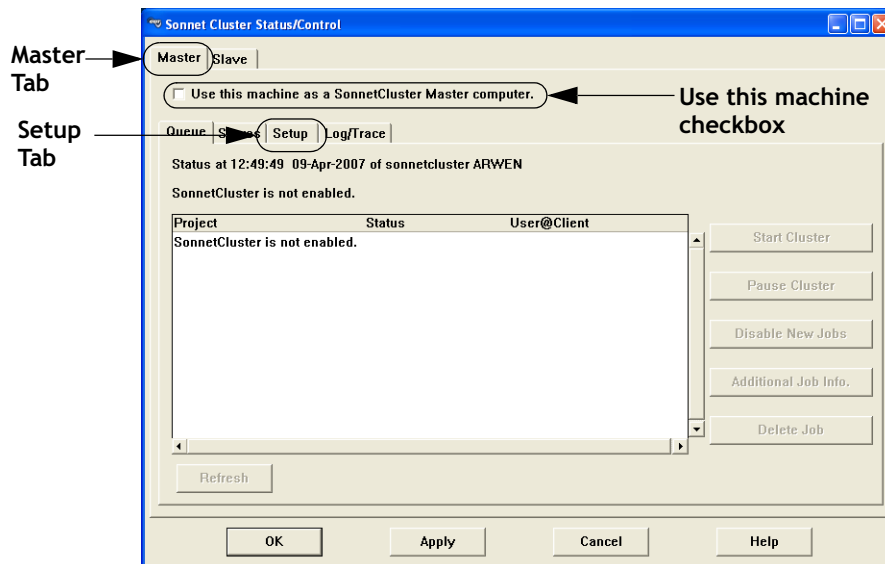 Sonnet Cluster Status/Control
Master Tab
Master
Slave
Use this machine as a SonnetCluster Master computer.
Use this machine checkbox
Setup Tab
Queue
Setup
Log/Trace
Status at 12:49:49 09-Apr-2007 of sonnetcluster ARWEN
SonnetCluster is not enabled.
Project Status User@Client
SonnetCluster is not enabled.
Start Cluster
Pause Cluster
Disable New Jobs
Additional Job Info.
Delete Job
Refresh
OK
Apply
Cancel
Help